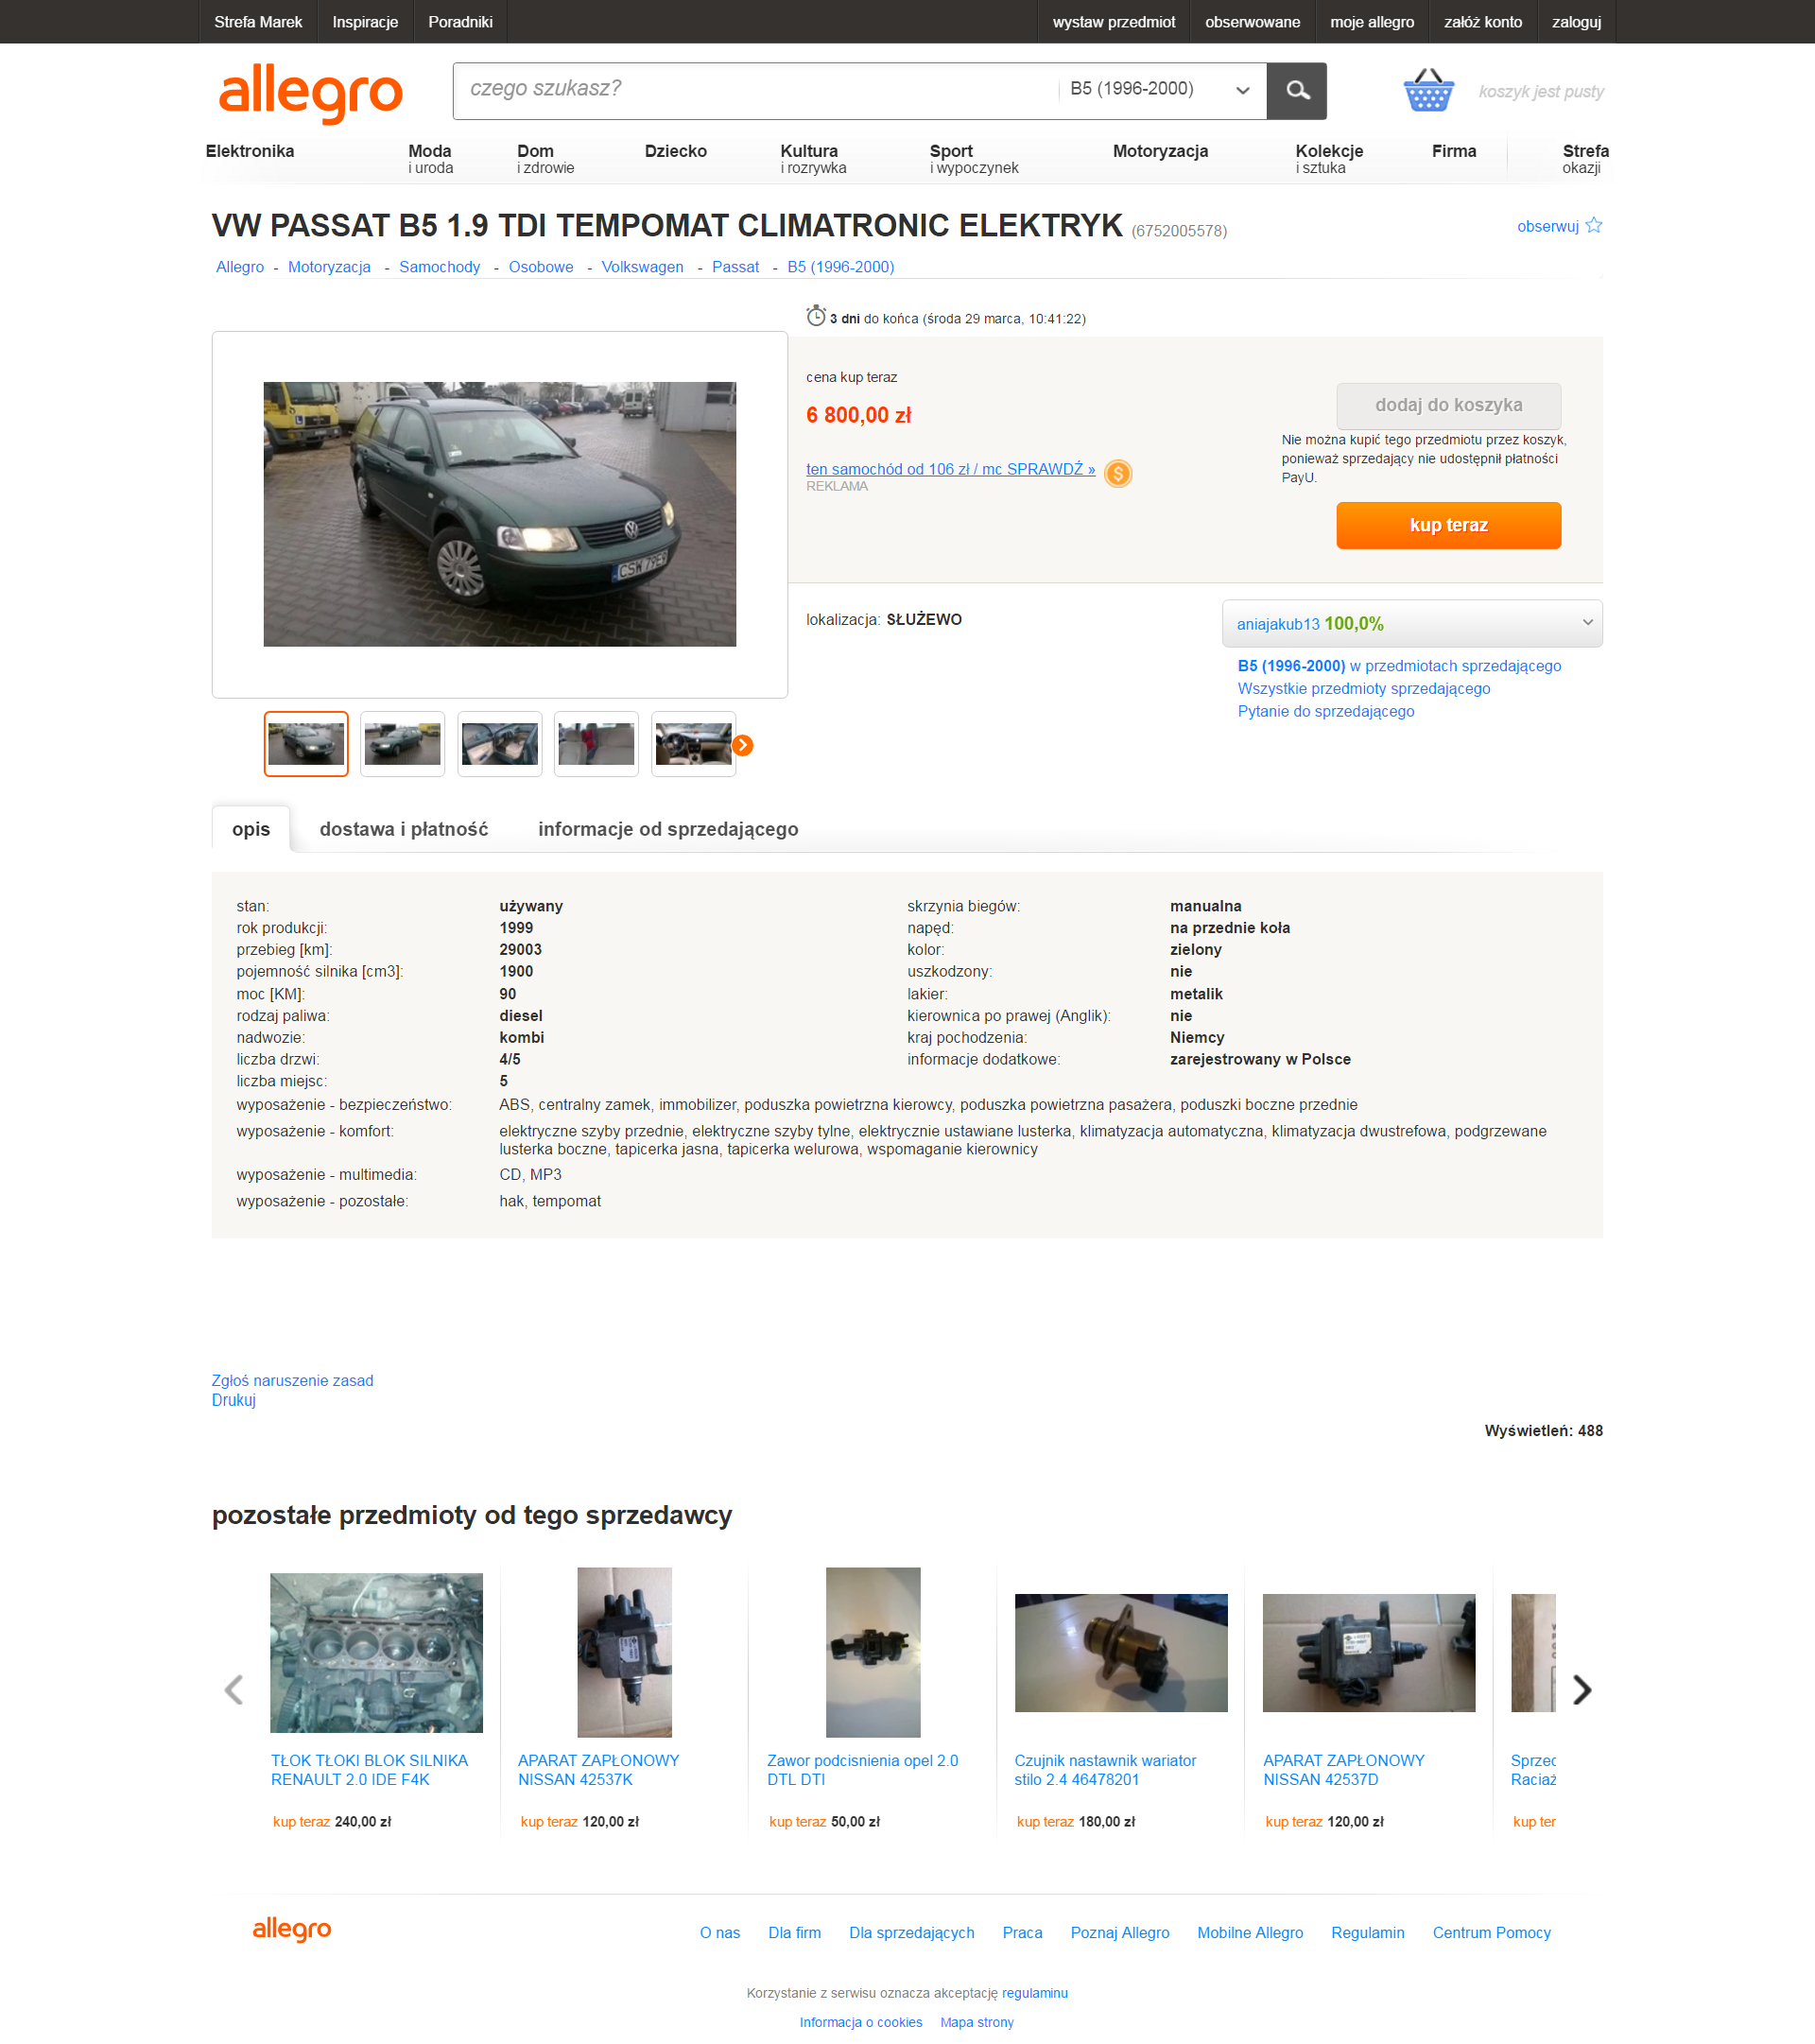 Strefa Marek Inspiracje Poradniki wystaw przedmiot obserwowane moje allegro załóż konto zaloguj
allegro czego szukasz? B5 (1996-2000) koszyk jest pusty
Elektronika Moda Dom Dziecko Kultura Sport Motoryzacja Kolekcje Firma Strefa
i uroda i zdrowie i rozrywka i wypoczynek i sztuka okazji
VW PASSAT B5 1.9 TDI TEMPOMAT CLIMATRONIC ELEKTRYK (6752005578) obserwuj
Allegro - Motoryzacja - Samochody - Osobowe - Volkswagen - Passat - B5 (1996-2000)
3 dni do końca (środa 29 marca, 10:41:22)
cena kup teraz
6 800,00 zł
ten samochód od 106 zł / mc SPRAWDŹ »
REKLAMA
dodaj do koszyka
Nie można kupić tego przedmiotu przez koszyk,
ponieważ sprzedający nie udostępnił płatności
PayU.
kup teraz
CSW 79E9
lokalizacja: SŁUŻEWO
aniajakub13 100,0%
B5 (1996-2000) w przedmiotach sprzedającego
Wszystkie przedmioty sprzedającego
Pytanie do sprzedającego
opis dostawa i płatność informacje od sprzedającego
stan: używany skrzynia biegów: manualna
rok produkcji: 1999 napęd: na przednie koła
przebieg [km]: 29003 kolor: zielony
pojemność silnika [cm3]: 1900 uszkodzony: nie
moc [KM]: 90 lakier: metalik
rodzaj paliwa: diesel kierownica po prawej (Anglik): nie
nadwozie: kombi kraj pochodzenia: Niemcy
liczba drzwi: 4/5 informacje dodatkowe: zarejestrowany w Polsce
liczba miejsc: 5
wyposażenie - bezpieczeństwo: ABS, centralny zamek, immobilizer, poduszka powietrzna kierowcy, poduszka powietrzna pasażera, poduszki boczne przednie
wyposażenie - komfort: elektryczne szyby przednie, elektryczne szyby tylne, elektrycznie ustawiane lusterka, klimatyzacja automatyczna, klimatyzacja dwustrefowa, podgrzewane
lusterka boczne, tapicerka jasna, tapicerka welurowa, wspomaganie kierownicy
wyposażenie - multimedia: CD, MP3
wyposażenie - pozostałe: hak, tempomat
Zgłoś naruszenie zasad
Drukuj
Wyświetleń: 488
pozostałe przedmioty od tego sprzedawcy
TŁOK TŁOKI BLOK SILNIKA APARAT ZAPŁONOWY Zawor podcisnienia opel 2.0 Czujnik nastawnik wariator APARAT ZAPŁONOWY Sprzec
RENAULT 2.0 IDE F4K NISSAN 42537K DTL DTI stilo 2.4 46478201 NISSAN 42537D Raciąż
kup teraz 240,00 zł kup teraz 120,00 zł kup teraz 50,00 zł kup teraz 180,00 zł kup teraz 120,00 zł kup ter
allegro O nas Dla firm Dla sprzedających Praca Poznaj Allegro Mobilne Allegro Regulamin Centrum Pomocy
Korzystanie z serwisu oznacza akceptację regulaminu
Informacja o cookies Mapa strony